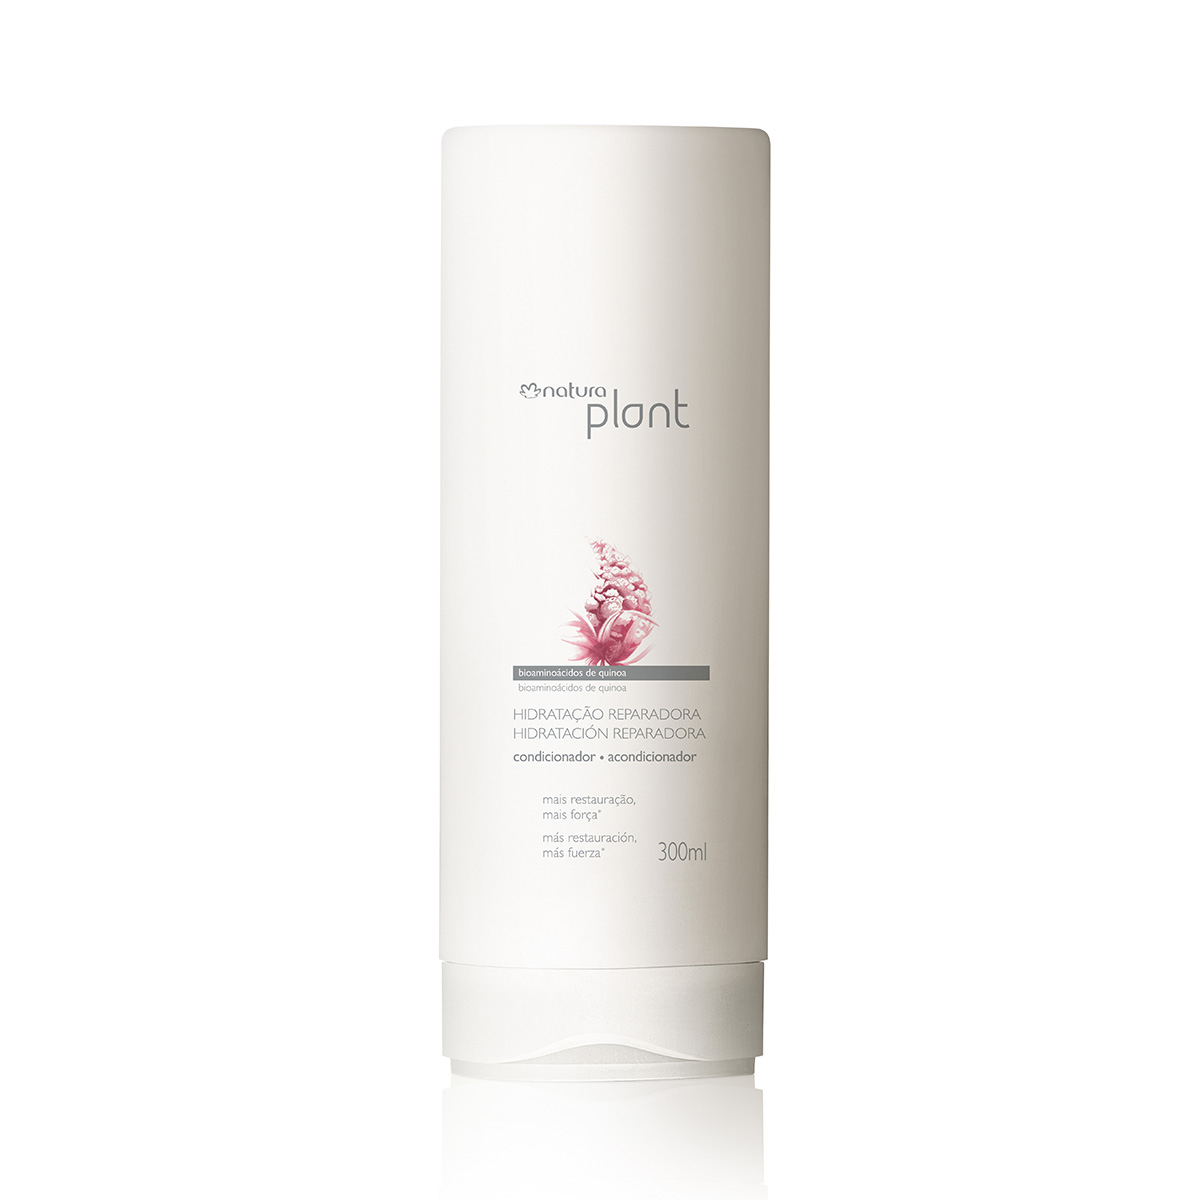 natura
plant
bioaminoácidos de quinoa
bioaminoácidos de quinoa
HIDRATAÇÃO REPARADORA
HIDRATACIÓN REPARADORA
condicionador • acondicionador
mais restauração,
mais força*
más restauración,
más fuerza*
300ml